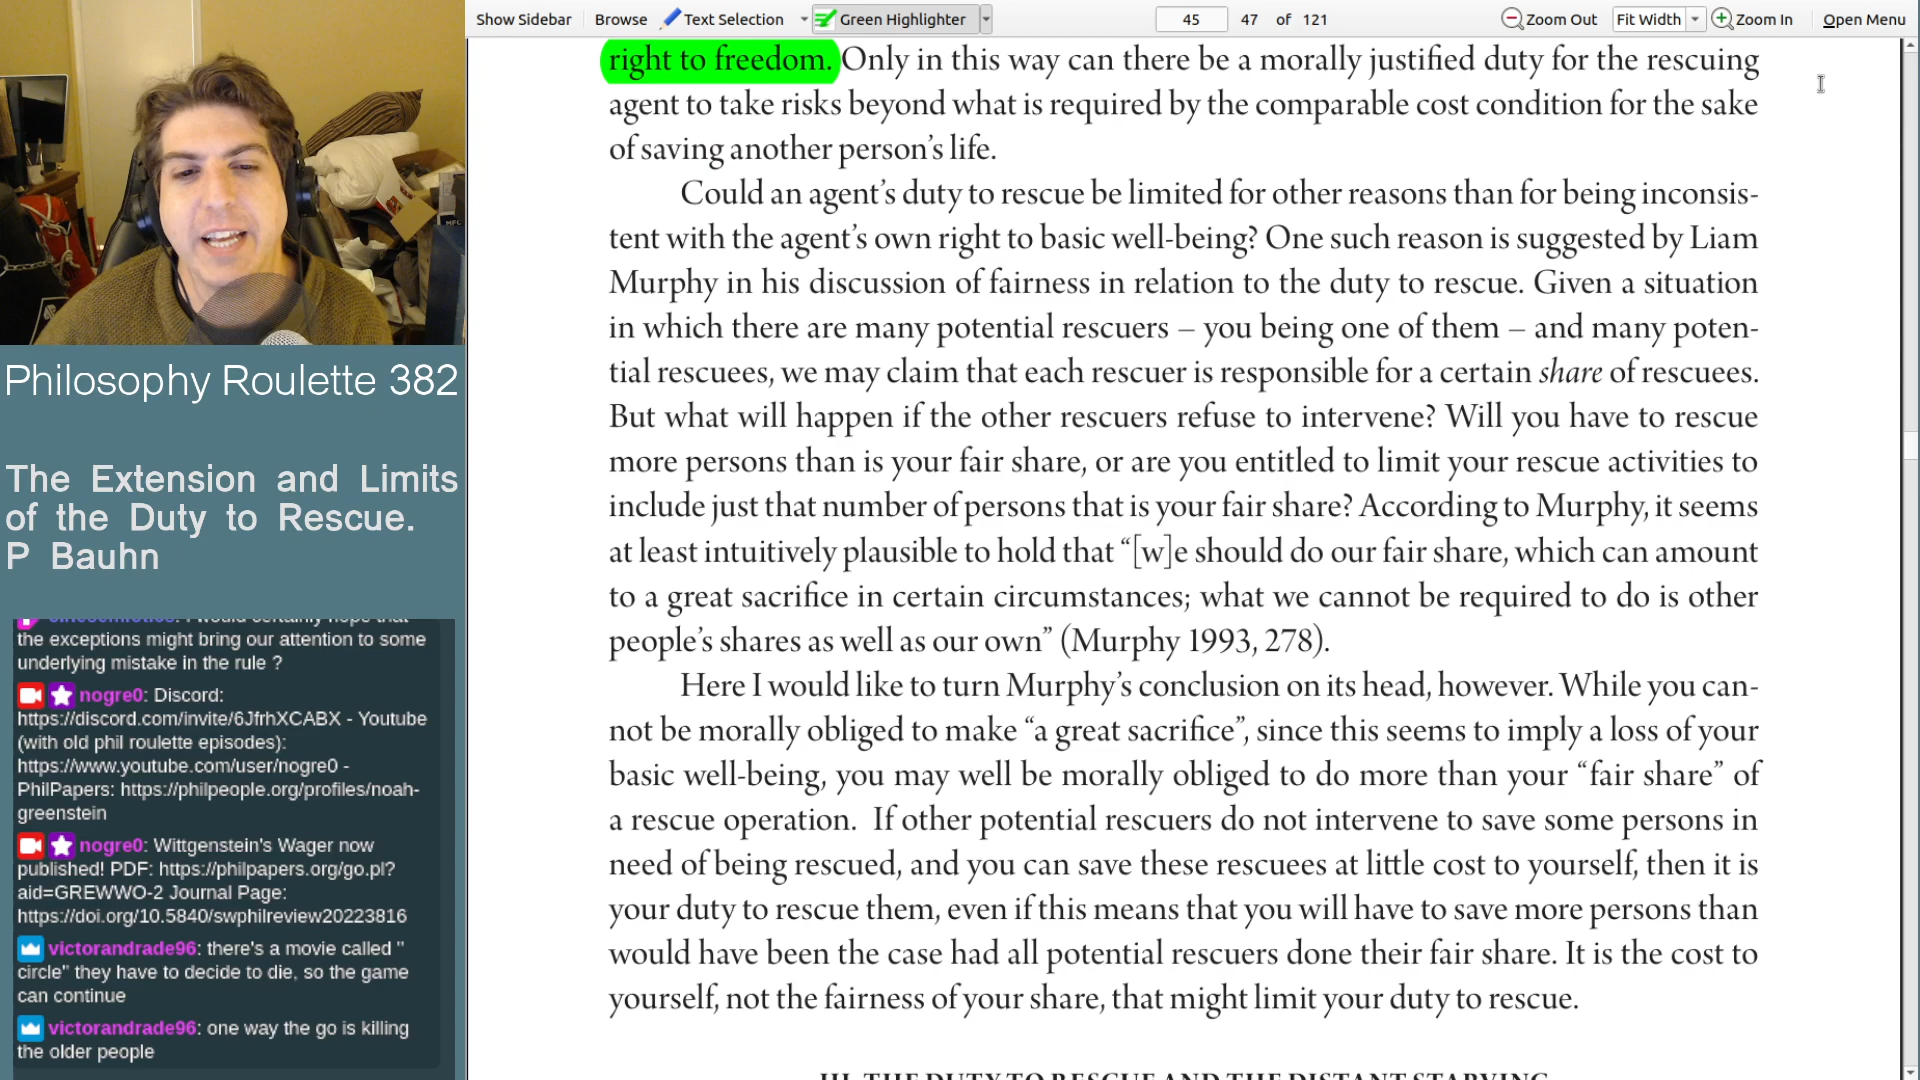 Show Sidebar Browse Text Selection Green Highlighter 45 47 of 121 Zoom Out Fit Width Zoom In Open Menu
right to freedom. Only in this way can there be a morally justified duty for the rescuing
agent to take risks beyond what is required by the comparable cost condition for the sake
of saving another person’s life.
Could an agent’s duty to rescue be limited for other reasons than for being inconsis-
tent with the agent’s own right to basic well-being? One such reason is suggested by Liam
Murphy in his discussion of fairness in relation to the duty to rescue. Given a situation
in which there are many potential rescuers – you being one of them – and many poten-
tial rescuees, we may claim that each rescuer is responsible for a certain share of rescuees.
But what will happen if the other rescuers refuse to intervene? Will you have to rescue
more persons than is your fair share, or are you entitled to limit your rescue activities to
include just that number of persons that is your fair share? According to Murphy, it seems
at least intuitively plausible to hold that “[w]e should do our fair share, which can amount
to a great sacrifice in certain circumstances; what we cannot be required to do is other
people’s shares as well as our own” (Murphy 1993, 278).
Here I would like to turn Murphy’s conclusion on its head, however. While you can-
not be morally obliged to make “a great sacrifice”, since this seems to imply a loss of your
basic well-being, you may well be morally obliged to do more than your “fair share” of
a rescue operation. If other potential rescuers do not intervene to save some persons in
need of being rescued, and you can save these rescuees at little cost to yourself, then it is
your duty to rescue them, even if this means that you will have to save more persons than
would have been the case had all potential rescuers done their fair share. It is the cost to
yourself, not the fairness of your share, that might limit your duty to rescue.
III. THE DUTY TO RESCUE AND THE DISTANT STARVING
Philosophy Roulette 382
The Extension and Limits
of the Duty to Rescue.
P Bauhn
I would certainly hope that
the exceptions might bring our attention to some
underlying mistake in the rule ?
nogre0: Discord:
https://discord.com/invite/6JfrhXCABX - Youtube
(with old phil roulette episodes):
https://www.youtube.com/user/nogre0 -
PhilPapers: https://philpeople.org/profiles/noah-
greenstein
nogre0: Wittgenstein's Wager now
published! PDF: https://philpapers.org/go.pl?
aid=GREWWO-2 Journal Page:
https://doi.org/10.5840/swphilreview20223816
victorandrade96: there's a movie called "
circle" they have to decide to die, so the game
can continue
victorandrade96: one way the go is killing
the older people